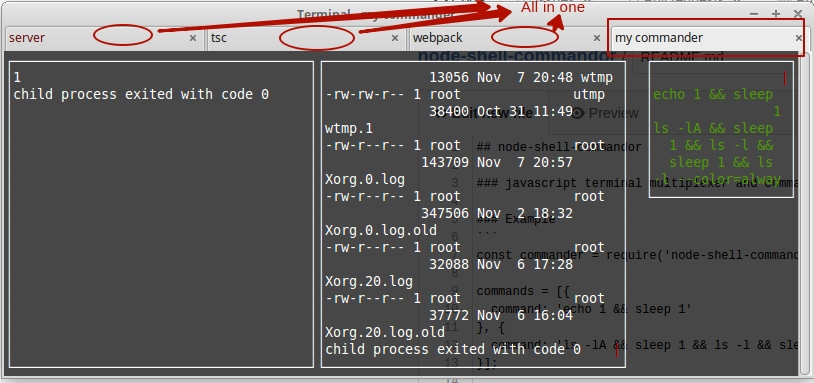 All in one
Terminal - my commander
server × tsc × webpack × my commander ×
1
child process exited with code 0
13056 Nov 7 20:48 wtmp
-rw-rw-r-- 1 root utmp
38400 Oct 31 11:49
wtmp.1
-rw-r--r-- 1 root root
143709 Nov 7 20:57
Xorg.0.log
-rw-r--r-- 1 root root
347506 Nov 2 18:32
Xorg.0.log.old
-rw-r--r-- 1 root root
32088 Nov 6 17:28
Xorg.20.log
-rw-r--r-- 1 root root
37772 Nov 6 16:04
Xorg.20.log.old
child process exited with code 0
echo 1 && sleep
1
ls -lA && sleep
1 && ls -l &&
sleep 1 && ls
-l --color=alway
node-shell-commandor / README.md
Preview
## node-shell-commandor
### javascript terminal multiplexer and comma
### Example
```
const commander = require('node-shell-command
commands = [{
command: 'echo 1 && sleep 1'
}, {
command: 'ls -lA && sleep 1 && ls -l && sle
}];